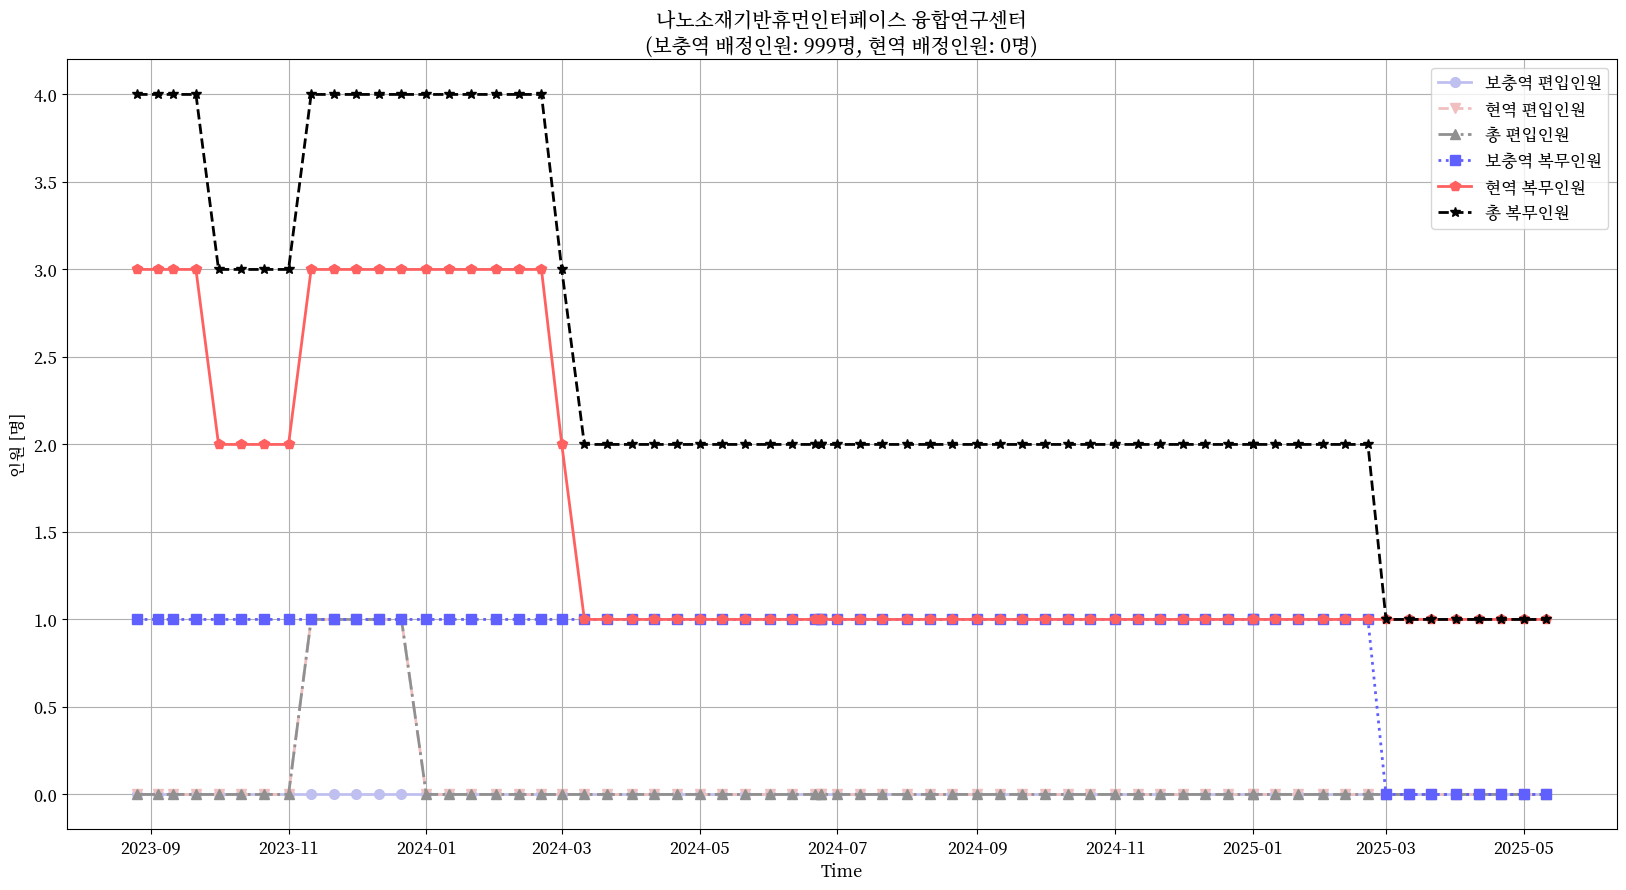 나노소재기반휴먼인터페이스 융합연구센터
(보충역 배정인원: 999명, 현역 배정인원: 0명)
보충역 편입인원
현역 편입인원
총 편입인원
보충역 복무인원
현역 복무인원
총 복무인원
인원 [명]
4.0
3.5
3.0
2.5
2.0
1.5
1.0
0.5
0.0
2023-09
2023-11
2024-01
2024-03
2024-05
2024-07
2024-09
2024-11
2025-01
2025-03
2025-05
Time